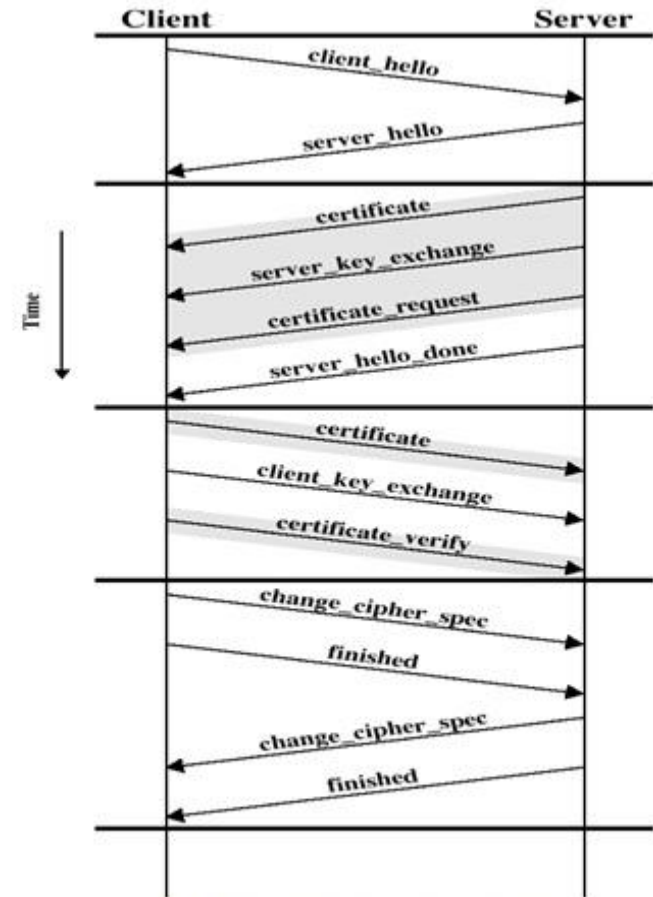 Client Server
client_hello
server_hello
certificate
server_key_exchange
certificate_request
server_hello_done
Time
certificate
client_key_exchange
certificate_verify
change_cipher_spec
finished
change_cipher_spec
finished